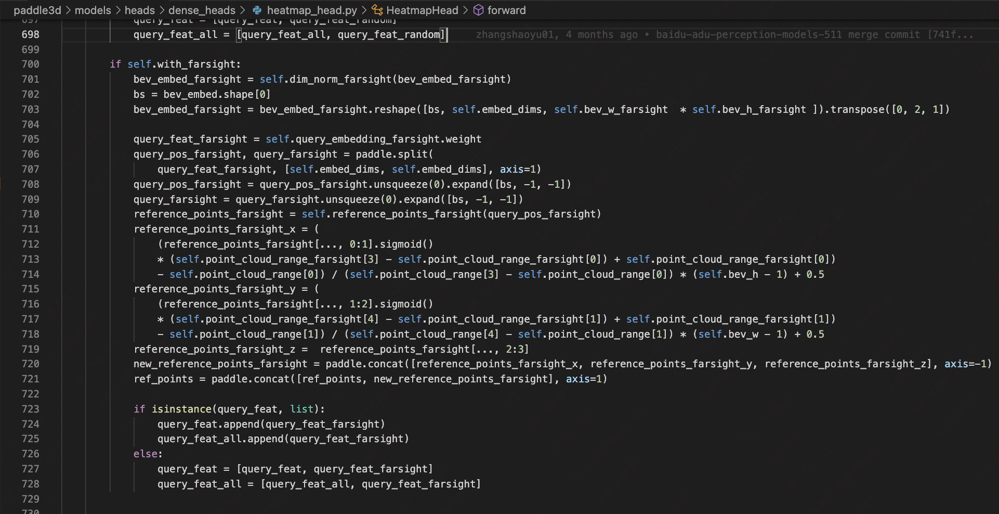 paddle3d > models > heads > dense_heads > heatmap_head.py > HeatmapHead > forward
697 query_feat = [query_feat, query_feat_random]
698 query_feat_all = [query_feat_all, query_feat_random] zhangshaoyu01, 4 months ago • baidu-adu-perception-models-511 merge commit [741f...
699
700 if self.with_farsight:
701 bev_embed_farsight = self.dim_norm_farsight(bev_embed_farsight)
702 bs = bev_embed.shape[0]
703 bev_embed_farsight = bev_embed_farsight.reshape([bs, self.embed_dims, self.bev_w_farsight  * self.bev_h_farsight ]).transpose([0, 2, 1])
704
705 query_feat_farsight = self.query_embedding_farsight.weight
706 query_pos_farsight, query_farsight = paddle.split(
707 query_feat_farsight, [self.embed_dims, self.embed_dims], axis=1)
708 query_pos_farsight = query_pos_farsight.unsqueeze(0).expand([bs, -1, -1])
709 query_farsight = query_farsight.unsqueeze(0).expand([bs, -1, -1])
710 reference_points_farsight = self.reference_points_farsight(query_pos_farsight)
711 reference_points_farsight_x = (
712 (reference_points_farsight[..., 0:1].sigmoid()
713 * (self.point_cloud_range_farsight[3] - self.point_cloud_range_farsight[0]) + self.point_cloud_range_farsight[0])
714 - self.point_cloud_range[0]) / (self.point_cloud_range[3] - self.point_cloud_range[0]) * (self.bev_h - 1) + 0.5
715 reference_points_farsight_y = (
716 (reference_points_farsight[..., 1:2].sigmoid()
717 * (self.point_cloud_range_farsight[4] - self.point_cloud_range_farsight[1]) + self.point_cloud_range_farsight[1])
718 - self.point_cloud_range[1]) / (self.point_cloud_range[4] - self.point_cloud_range[1]) * (self.bev_w - 1) + 0.5
719 reference_points_farsight_z =  reference_points_farsight[..., 2:3]
720 new_reference_points_farsight = paddle.concat([reference_points_farsight_x, reference_points_farsight_y, reference_points_farsight_z], axis=-1)
721 ref_points = paddle.concat([ref_points, new_reference_points_farsight], axis=1)
722
723 if isinstance(query_feat, list):
724 query_feat.append(query_feat_farsight)
725 query_feat_all.append(query_feat_farsight)
726 else:
727 query_feat = [query_feat, query_feat_farsight]
728 query_feat_all = [query_feat_all, query_feat_farsight]
729
730